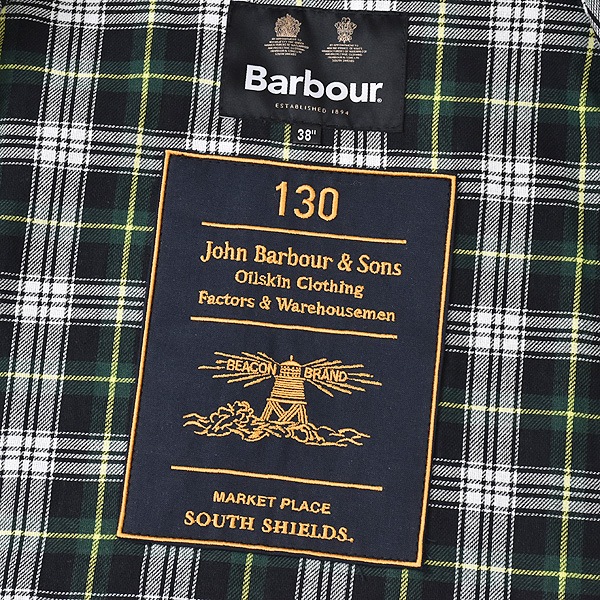 Barbour
ESTABLISHED 1894
38"
130
John Barbour & Sons
Oilskin Clothing
Factors & Warehousemen
BEACON BRAND
MARKET PLACE
SOUTH SHIELDS.